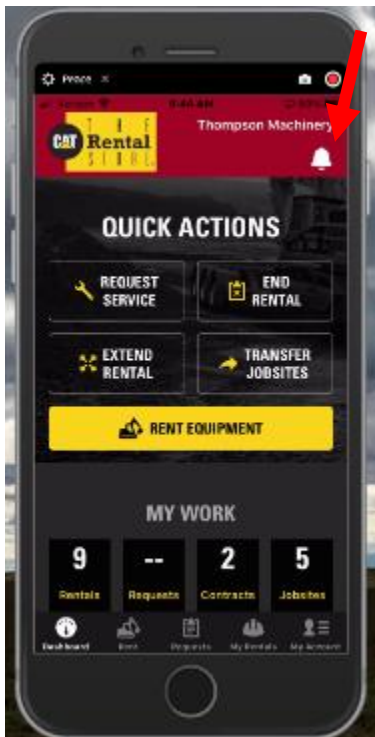 Peace ×
Thompson Machinery
THE
CAT Rental
STORE
QUICK ACTIONS
REQUEST
SERVICE
END
RENTAL
EXTEND
RENTAL
TRANSFER
JOBSITES
RENT EQUIPMENT
MY WORK
9
--
2
5
Rentals
Requests
Contracts
Jobsites
Dashboard
Rent
Requests
My Rentals
My Account